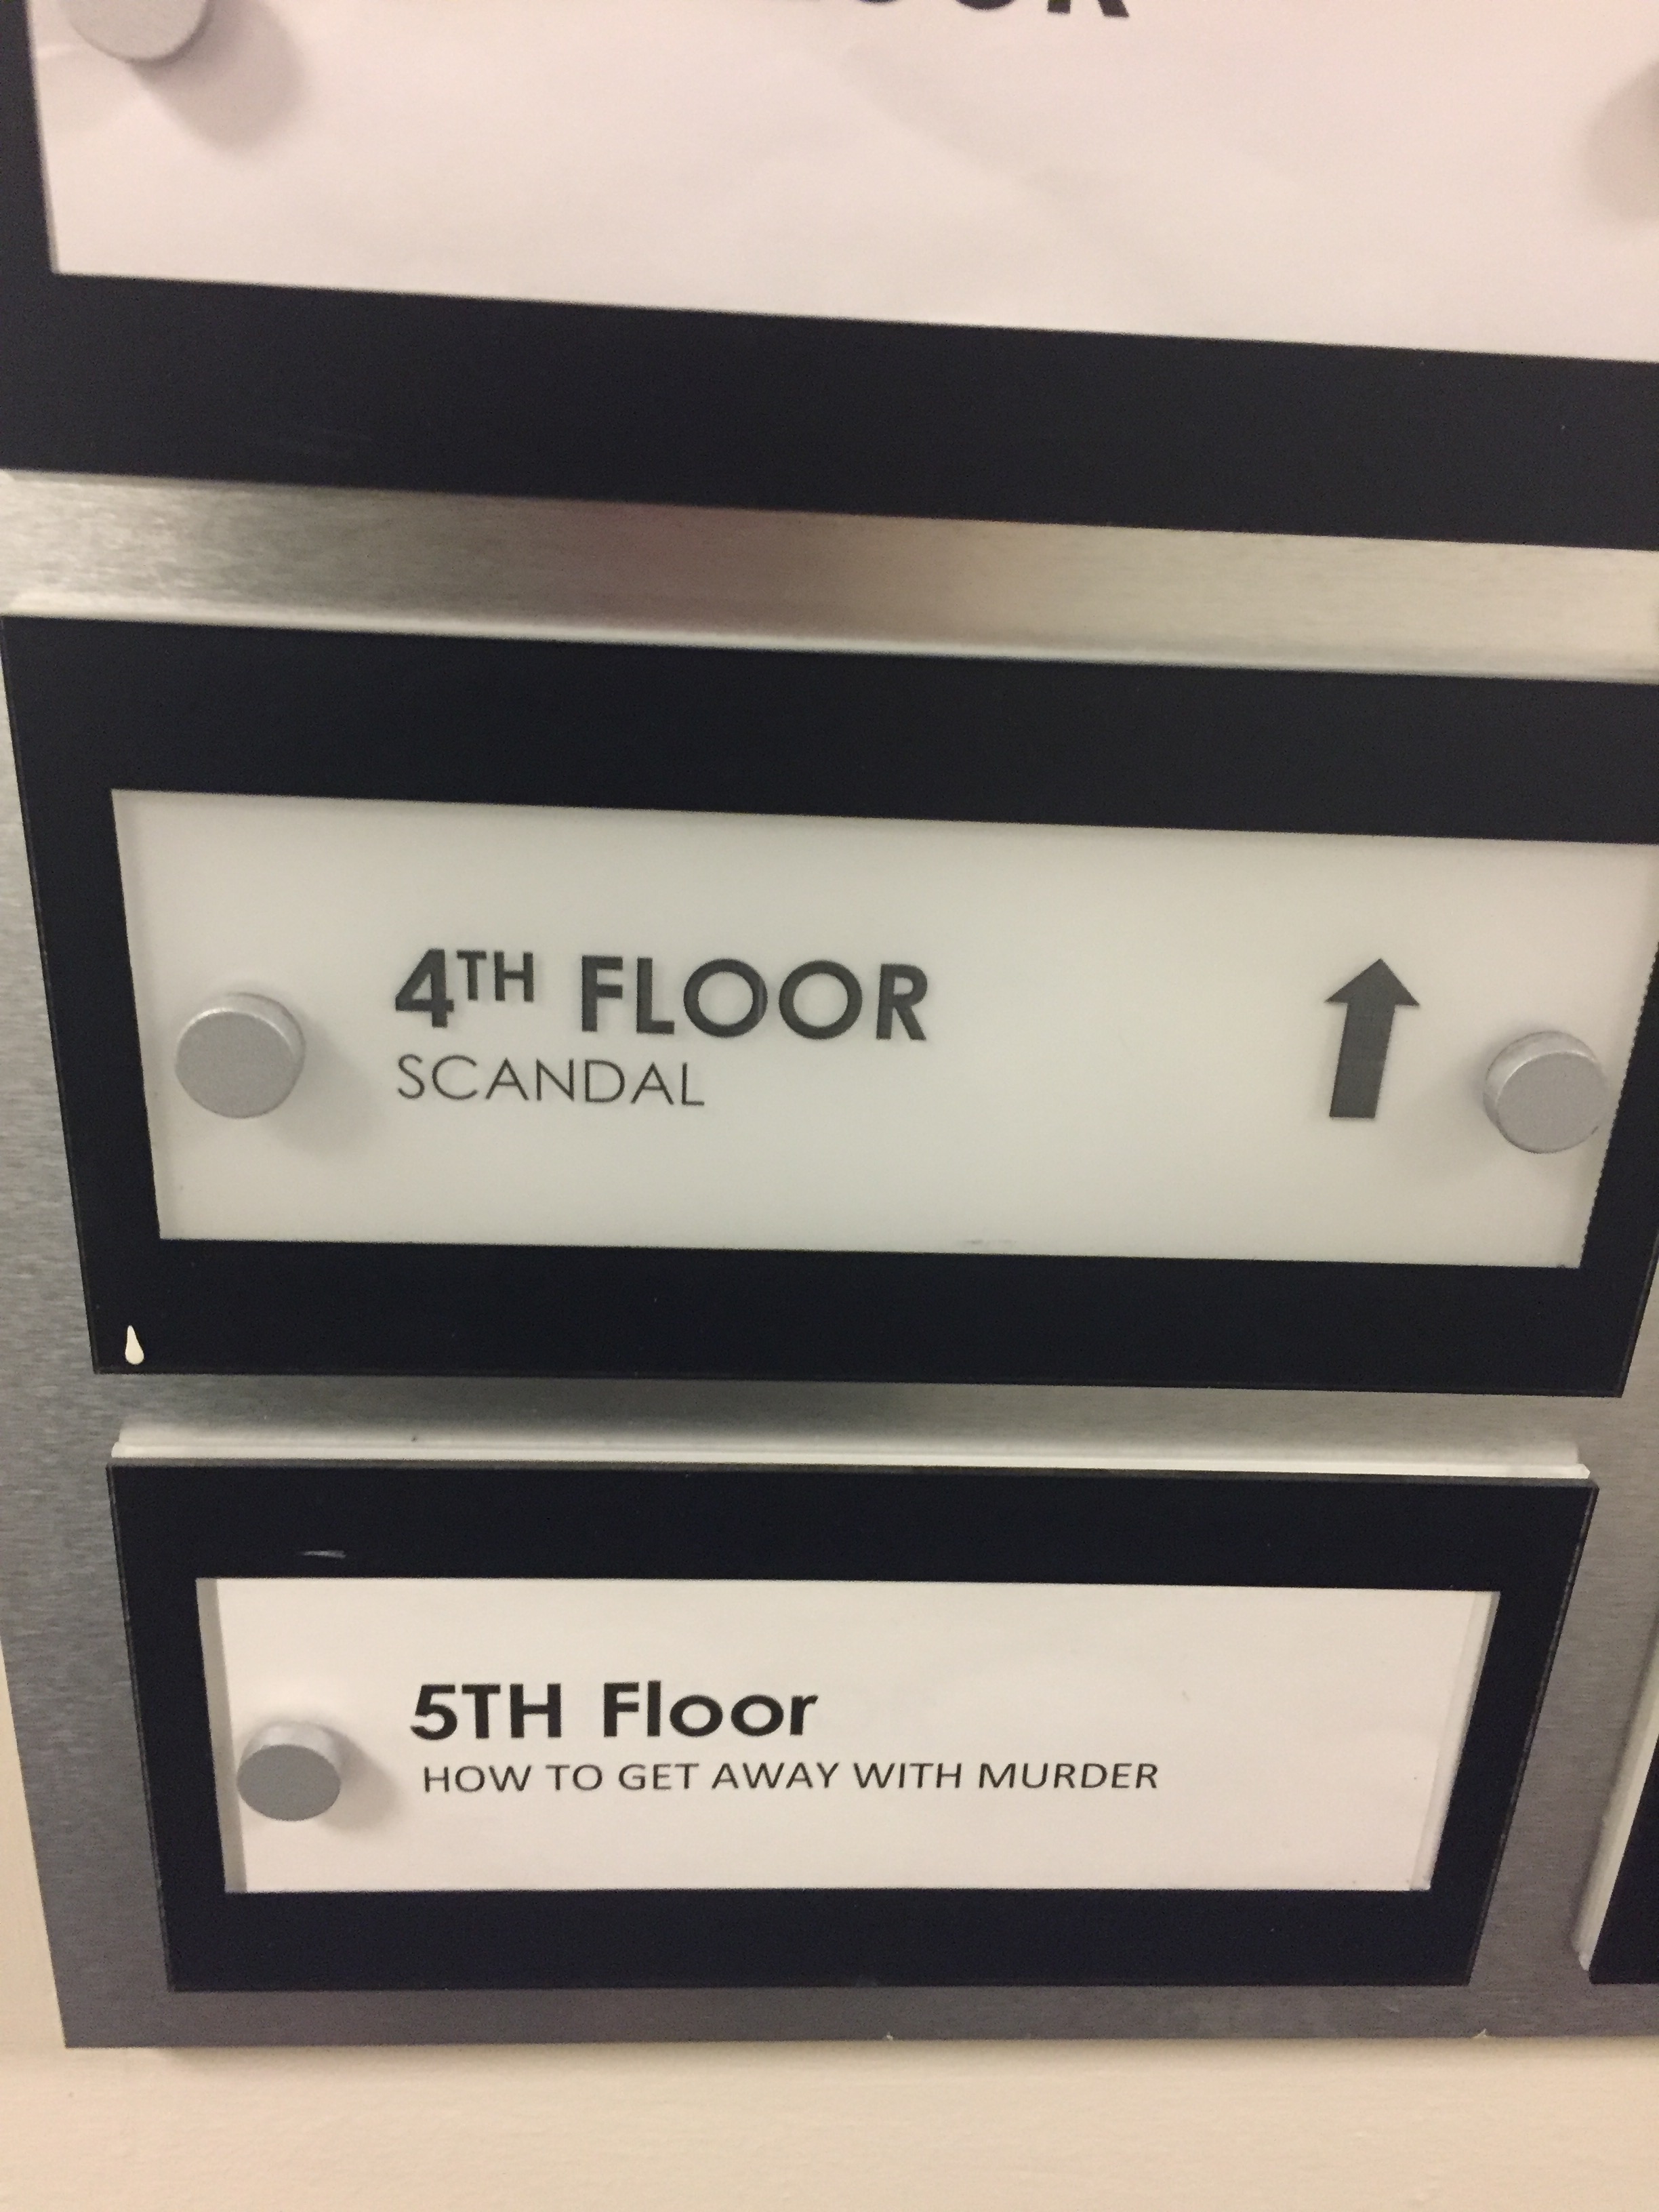 4TH FLOOR
SCANDAL
5TH Floor
HOW TO GET AWAY WITH MURDER